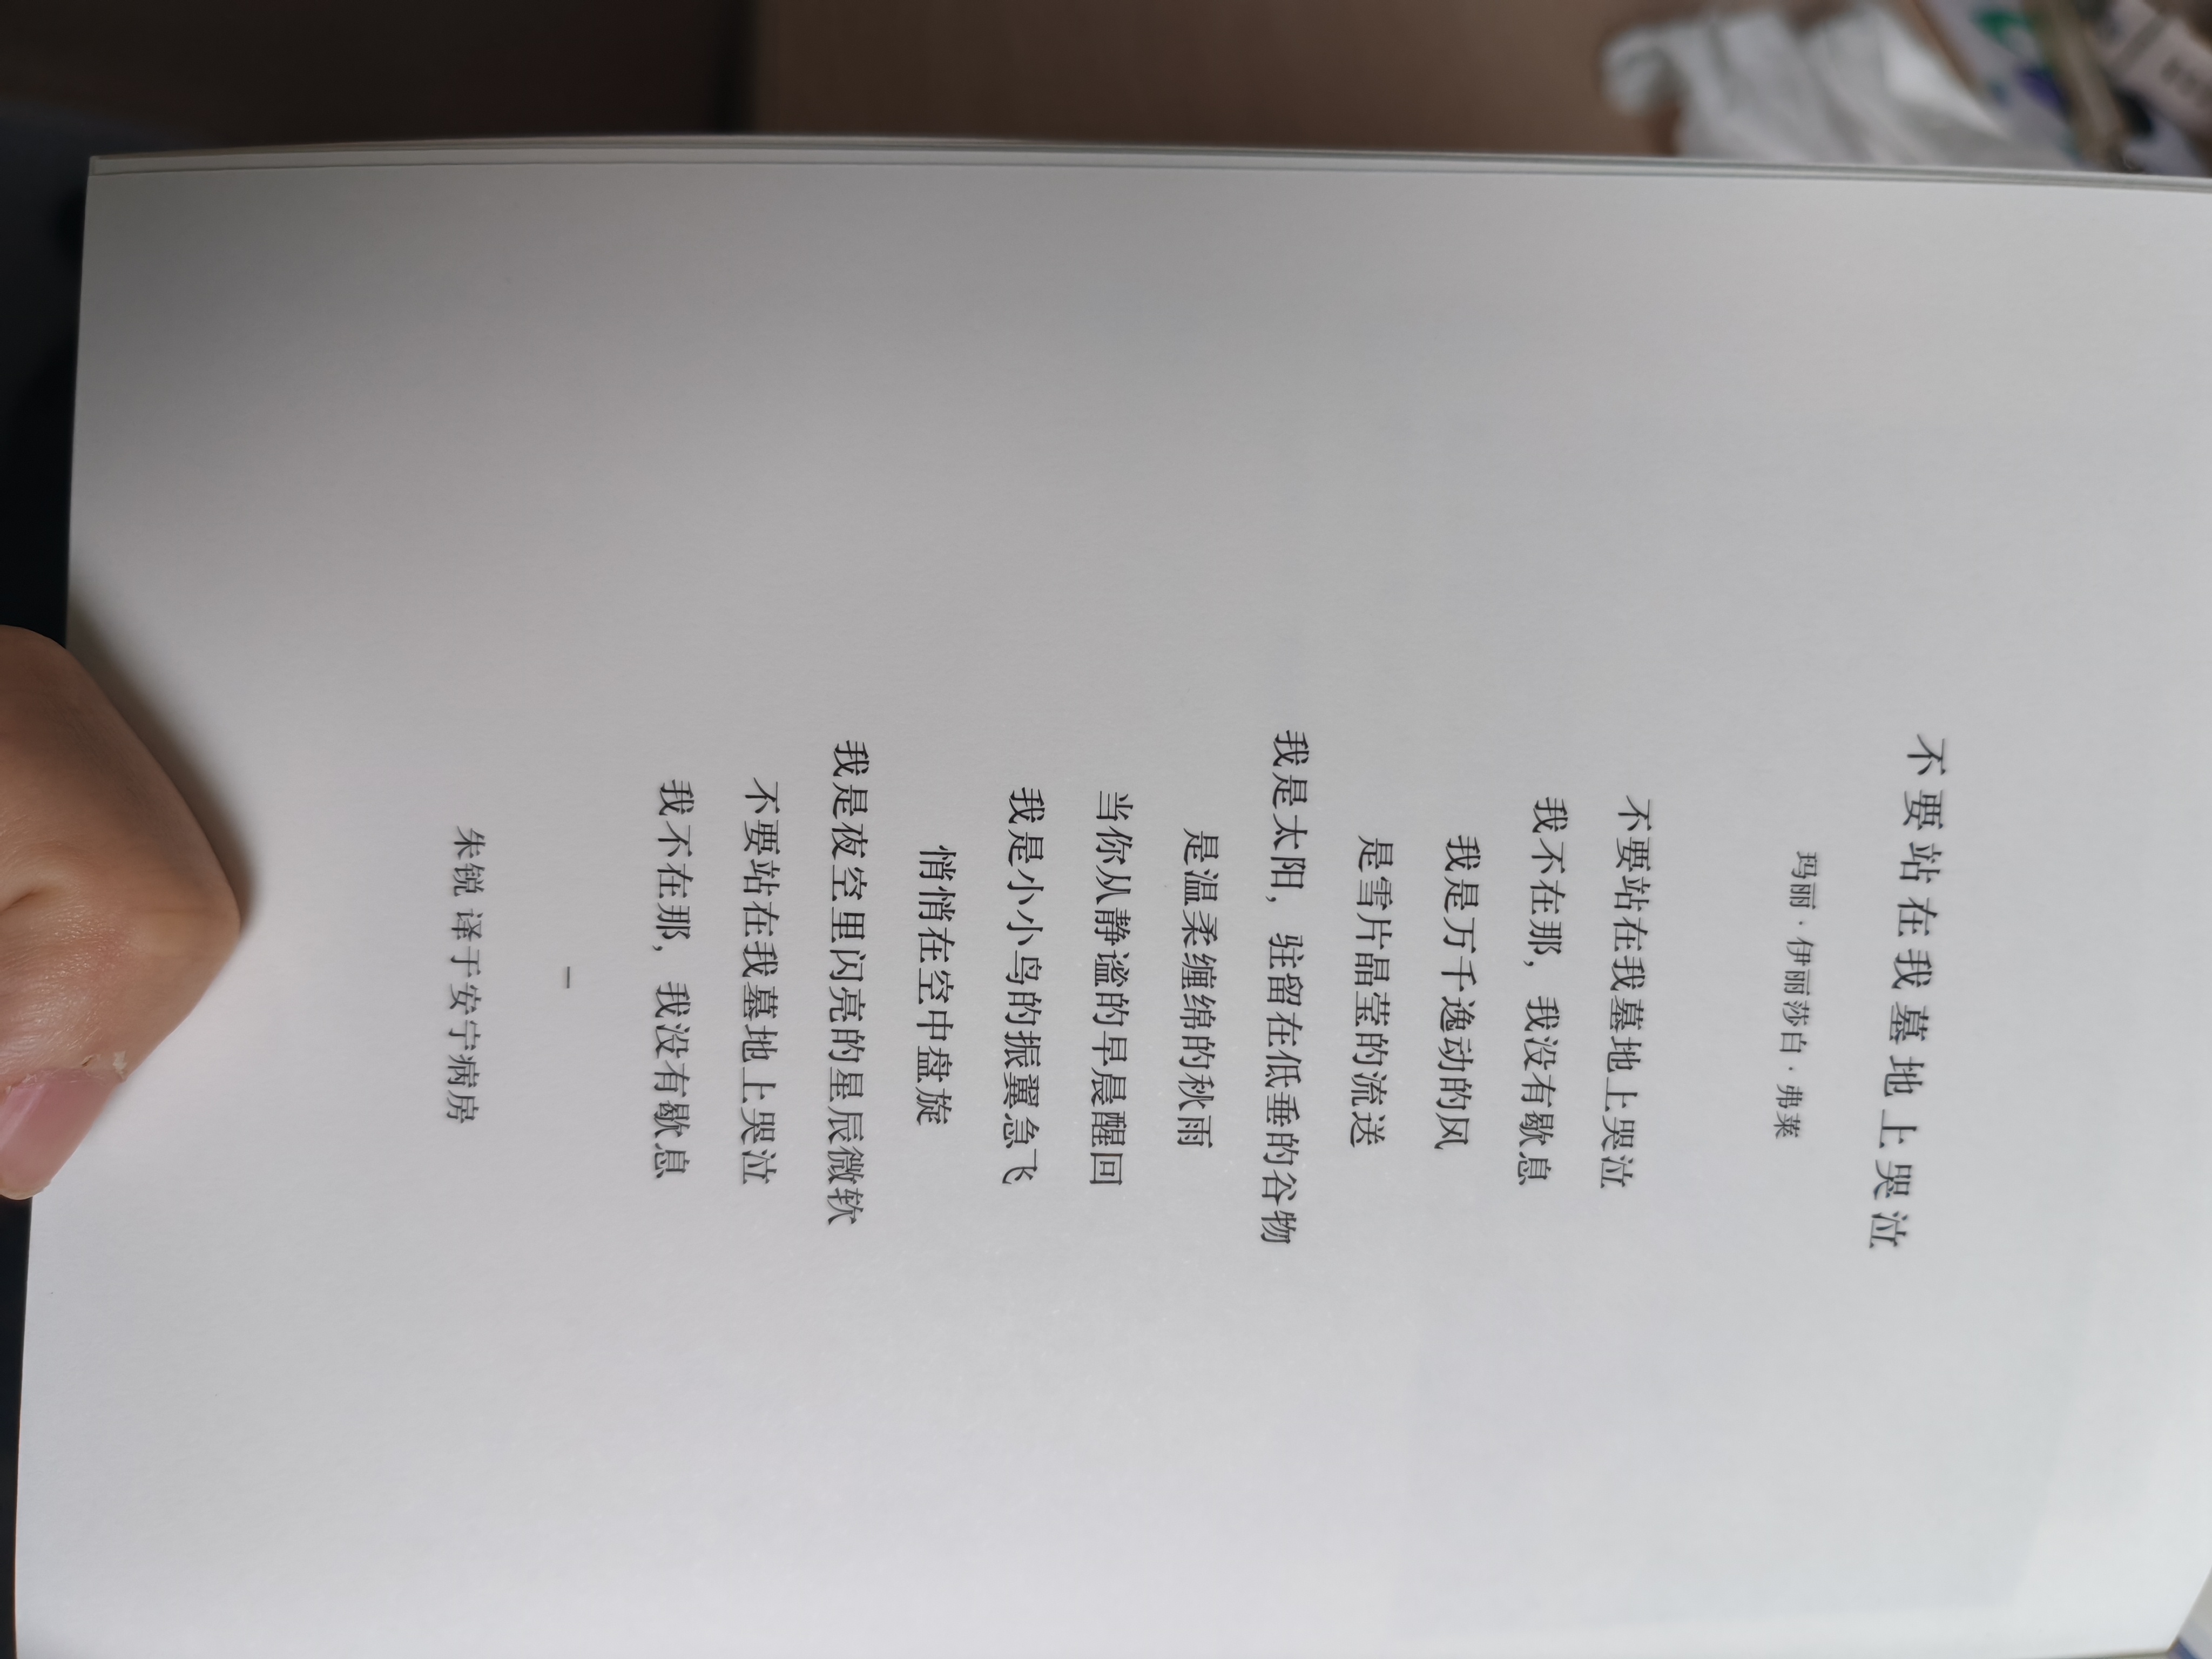 不要站在我墓地上哭泣
玛丽·伊丽莎白·弗莱
不要站在我墓地上哭泣
我不在那，我没有歇息
我是万千逸动的风
是雪片晶莹的流送
我是太阳，驻留在低垂的谷物
是温柔缠绵的秋雨
当你从静谧的早晨醒回
我是小小鸟的振翼急飞
悄悄在空中盘旋
我是夜空里闪亮的星辰微软
不要站在我墓地上哭泣
我不在那，我没有歇息
—
朱锐 译于安宁病房